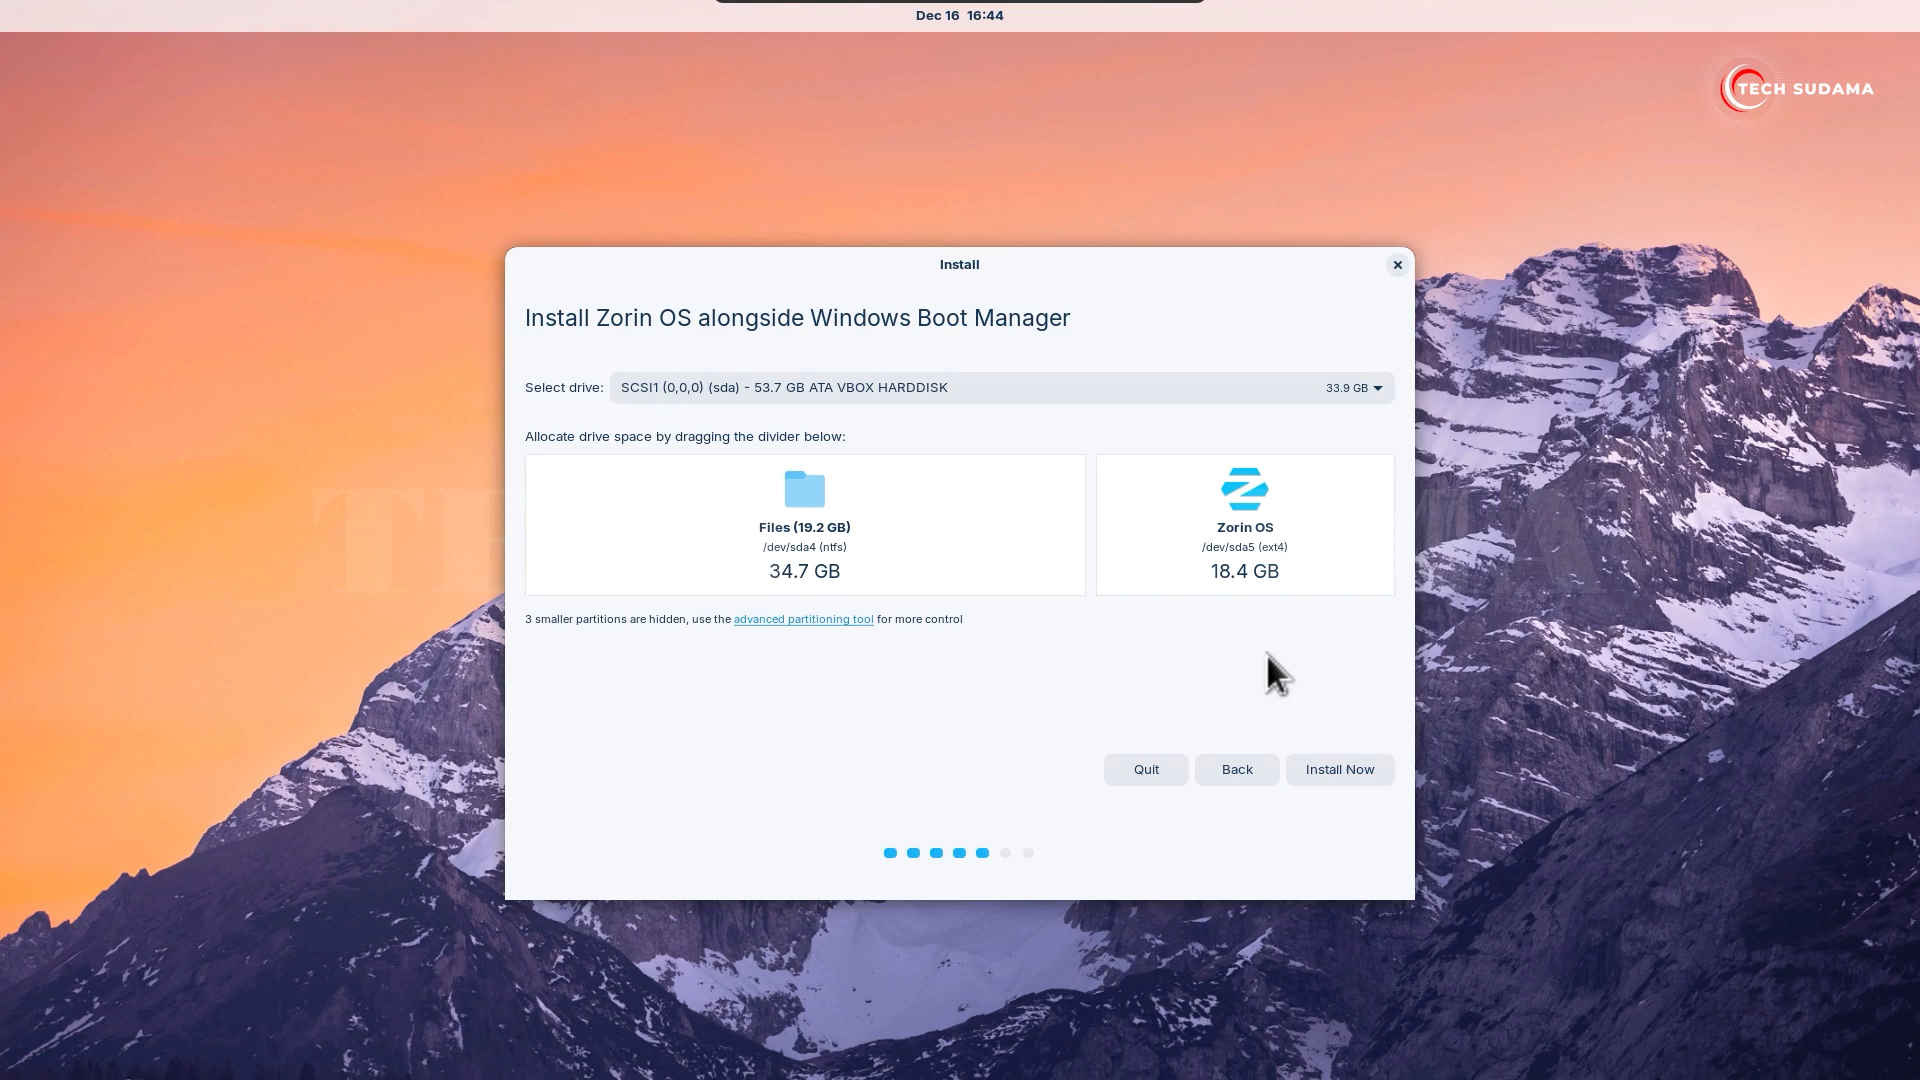 Dec 16 16:44
TECH SUDAMA
Install
Install Zorin OS alongside Windows Boot Manager
Select drive: SCSI1 (0,0,0) (sda) - 53.7 GB ATA VBOX HARDDISK 33.9 GB
Allocate drive space by dragging the divider below:
Files (19.2 GB)
/dev/sda4 (ntfs)
34.7 GB
Zorin OS
/dev/sda5 (ext4)
18.4 GB
3 smaller partitions are hidden, use the advanced partitioning tool for more control
Quit Back Install Now